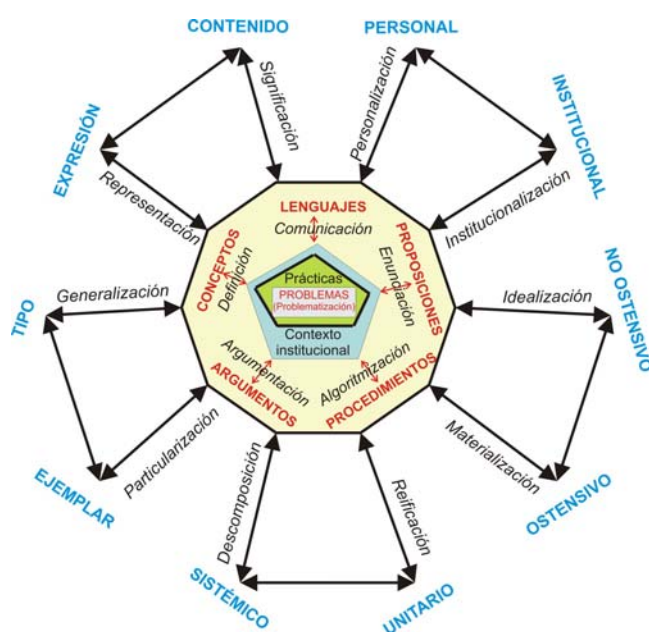 CONTENIDO
PERSONAL
EXPRESIÓN
Significación
Personalización
INSTITUCIONAL
Representación
Institucionalización
LENGUAJES
Comunicación
CONCEPTOS
Definición
PROPOSICIONES
Enunciación
Prácticas
PROBLEMAS
(Problematización)
Contexto
institucional
TIPO
Generalización
Idealización
NO OSTENSIVO
Argumentación
ARGUMENTOS
Algoritmización
PROCEDIMIENTOS
EJEMPLAR
Particularización
Materialización
OSTENSIVO
Descomposición
Reificación
SISTÉMICO
UNITARIO